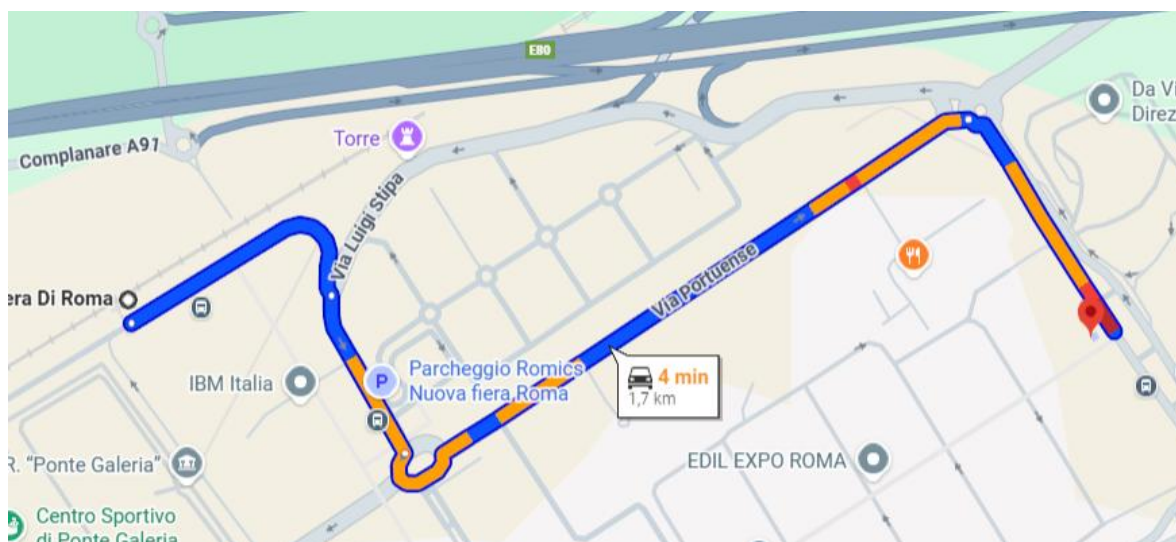 E80
Da Vi
Direz
Complanare A91
Torre
Via Luigi Stipa
era Di Roma
Via Portuense
IBM Italia
P
Parcheggio Romics
Nuova fiera Roma
4 min
1,7 km
R. "Ponte Galeria"
EDIL EXPO ROMA
Centro Sportivo
di Ponte Galeria